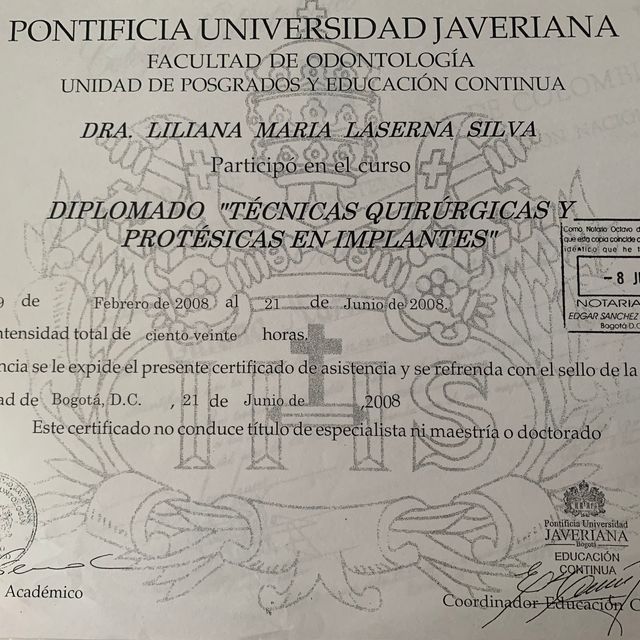 PONTIFICIA UNIVERSIDAD JAVERIANA
FACULTAD DE ODONTOLOGÍA
UNIDAD DE POSGRADOS Y EDUCACIÓN CONTINUA
DRA. LILIANA MARIA LASERNA SILVA
Participó en el curso
DIPLOMADO "TÉCNICAS QUIRÚRGICAS Y
PROTÉSICAS EN IMPLANTES"
Como Notario Octavo d
que esta copia coincide c
idéntico que he t
- 8 JU
NOTARIA
EDGAR SANCHEZ
Bogotá D.C
9 de Febrero de 2008 al 21 de Junio de 2008.
ntensidad total de ciento veinte horas.
ncia se le expide el presente certificado de asistencia y se refrenda con el sello de la
ad de Bogotá, D.C. , 21 de Junio de ,2008
Este certificado no conduce título de especialista ni maestría o doctorado
IHS
Pontificia Universidad
JAVERIANA
Bogotá
EDUCACIÓN
CONTINUA
Académico
Coordinador Educación C